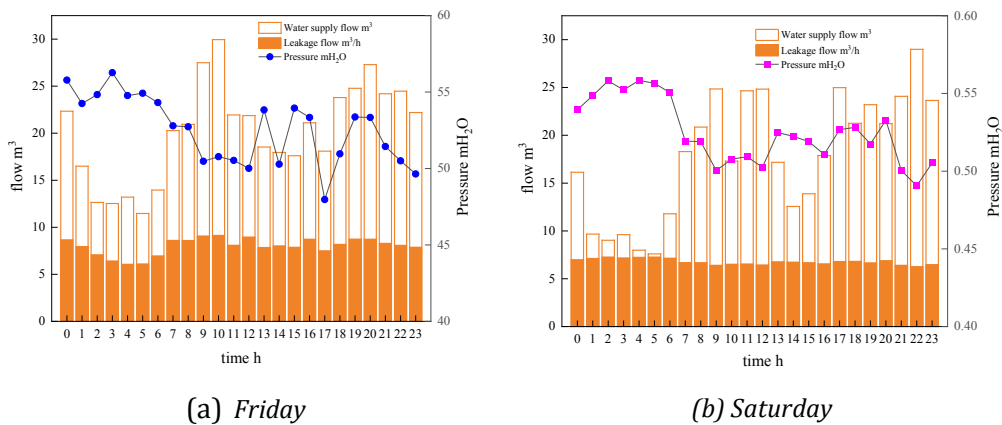 Water supply flow m³
Leakage flow m³/h
Pressure mH₂O
flow m³
30
25
20
15
10
5
0
60
55
50
45
40
Pressure mH₂O
0 1 2 3 4 5 6 7 8 9 10 11 12 13 14 15 16 17 18 19 20 21 22 23
time h
(a) Friday
Water supply flow m³
Leakage flow m³/h
Pressure mH₂O
flow m³
30
25
20
15
10
5
0
0.60
0.55
0.50
0.45
0.40
Pressure mH₂O
0 1 2 3 4 5 6 7 8 9 10 11 12 13 14 15 16 17 18 19 20 21 22 23
time h
(b) Saturday